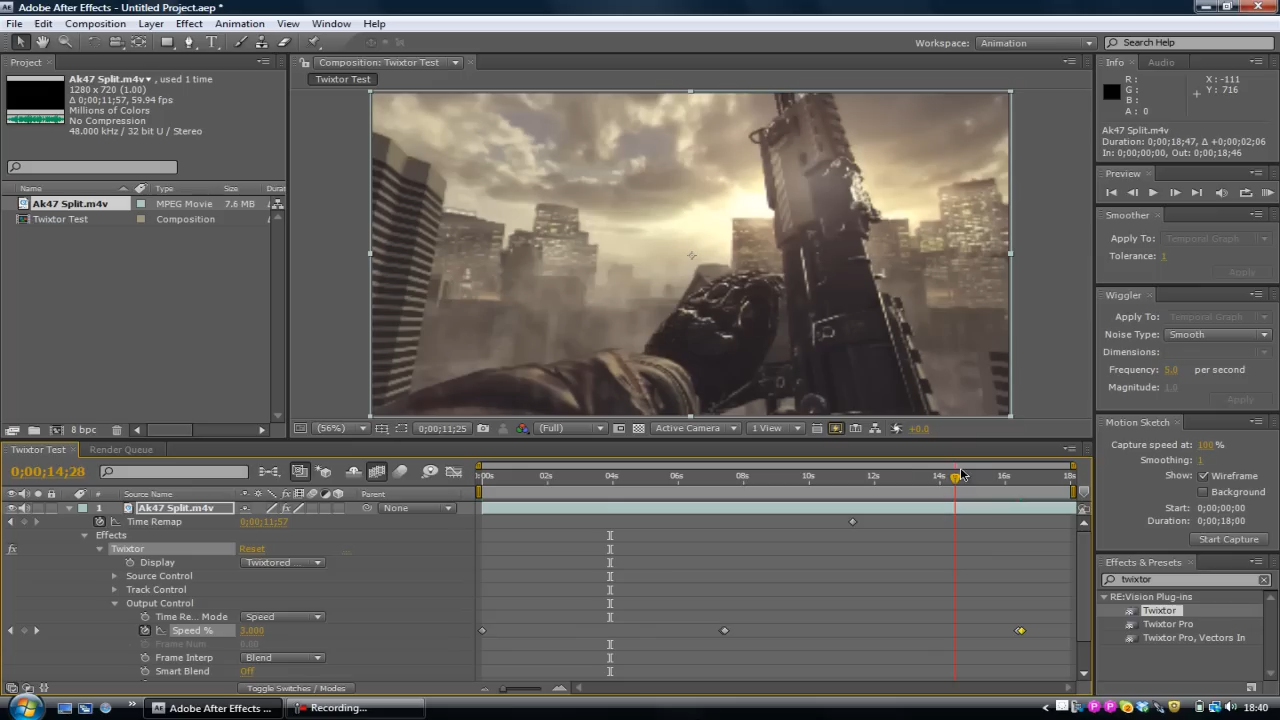 Adobe After Effects - Untitled Project.aep *
File Edit Composition Layer Effect Animation View Window Help
Workspace: Animation
Search Help
Project
Ak47 Split.m4v , used 1 time
1280 x 720 (1.00)
Δ 0;00;11;57, 59.94 fps
Millions of Colors
No Compression
48.000 kHz / 32 bit U / Stereo
Name Type Size Durat
Ak47 Split.m4v MPEG Movie 7.6 MB
Twixtor Test Composition
8 bpc
Composition: Twixtor Test
Twixtor Test
(56%) 0;00;11;25 (Full) Active Camera 1 View +0.0
Info Audio
R :
G :
B :
A : 0
X : -111
Y : 716
Ak47 Split.m4v
Duration: 0;00;18;47, Δ +0;00;02;06
In: 0;00;00;00, Out: 0;00;18;46
Preview
Smoother
Apply To: Temporal Graph
Tolerance: 1
Apply
Wiggler
Apply To: Temporal Graph
Noise Type: Smooth
Dimensions:
Frequency: 5.0 per second
Magnitude: 1.0
Apply
Motion Sketch
Capture speed at: 100 %
Smoothing: 1
Show: Wireframe
Background
Start: 0;00;00;00
Duration: 0;00;18;00
Start Capture
Effects & Presets
twixtor
RE:Vision Plug-ins
Twixtor
Twixtor Pro
Twixtor Pro, Vectors In
Twixtor Test Render Queue
0;00;14;28
:00s 02s 04s 06s 08s 10s 12s 14s 16s 18s
# Source Name Parent
1 Ak47 Split.m4v None
Time Remap 0;00;11;57
Effects
fx Twixtor Reset ...
Display Twixtored ...
Source Control
Track Control
Output Control
Time Re... Mode Speed
Speed % 3.000
Frame Num 0.00
Frame Interp Blend
Smart Blend Off
Toggle Switches / Modes
Adobe After Effects ...
Recording...
18:40